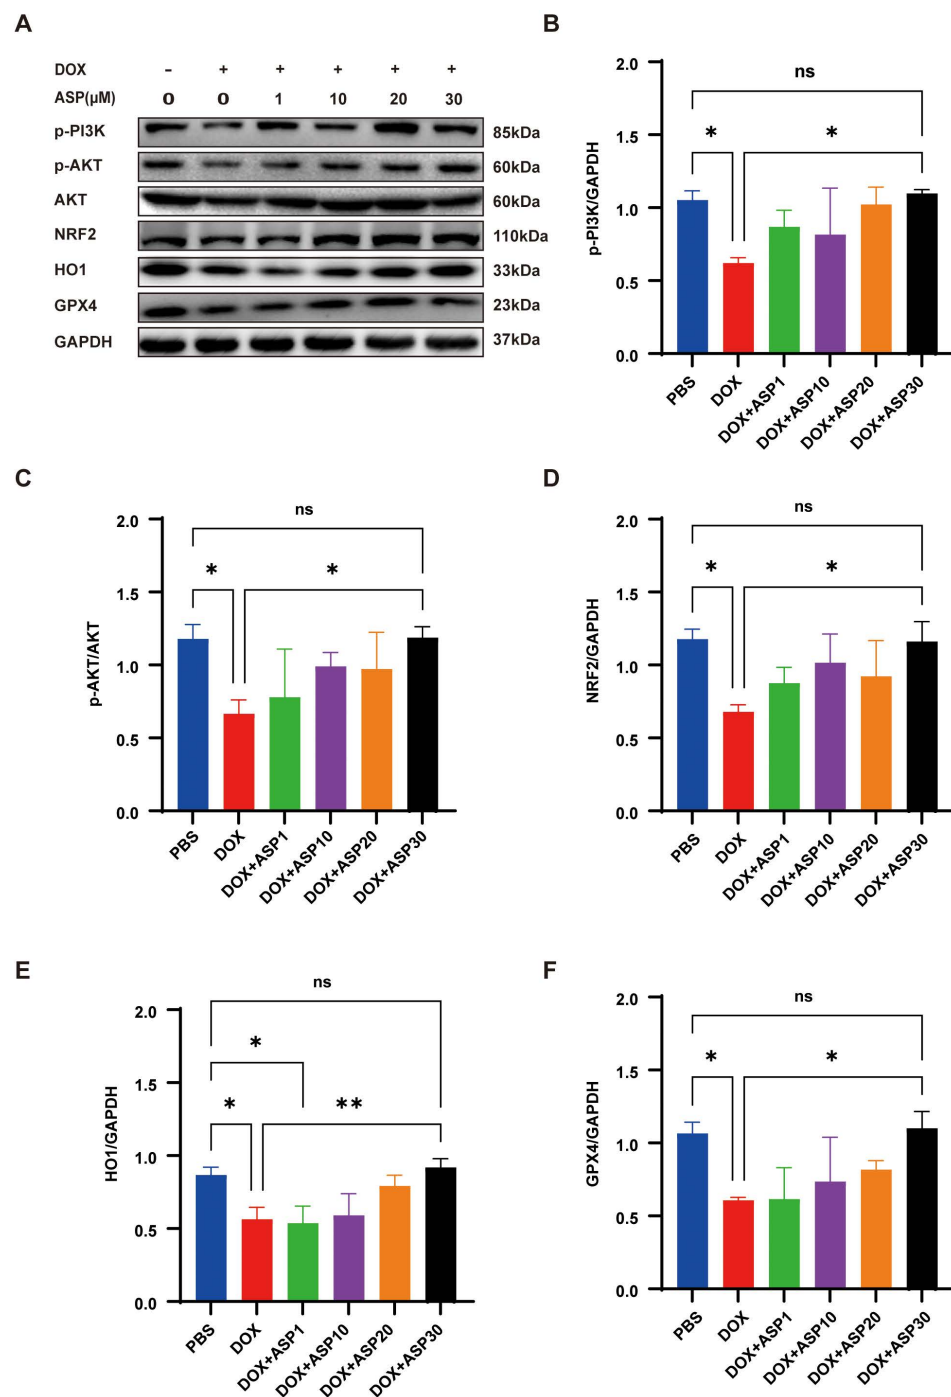 A
DOX - + + + + +
ASP(μM) 0 0 1 10 20 30
p-PI3K 85kDa
p-AKT 60kDa
AKT 60kDa
NRF2 110kDa
HO1 33kDa
GPX4 23kDa
GAPDH 37kDa
B
2.0
1.5
1.0
0.5
0.0
p-PI3K/GAPDH
ns
* *
PBS DOX DOX+ASP1 DOX+ASP10 DOX+ASP20 DOX+ASP30
C
2.0
1.5
1.0
0.5
0.0
p-AKT/AKT
ns
* *
PBS DOX DOX+ASP1 DOX+ASP10 DOX+ASP20 DOX+ASP30
D
2.0
1.5
1.0
0.5
0.0
NRF2/GAPDH
ns
* *
PBS DOX DOX+ASP1 DOX+ASP10 DOX+ASP20 DOX+ASP30
E
2.0
1.5
1.0
0.5
0.0
HO1/GAPDH
ns
*
* **
PBS DOX DOX+ASP1 DOX+ASP10 DOX+ASP20 DOX+ASP30
F
2.0
1.5
1.0
0.5
0.0
GPX4/GAPDH
ns
* *
PBS DOX DOX+ASP1 DOX+ASP10 DOX+ASP20 DOX+ASP30